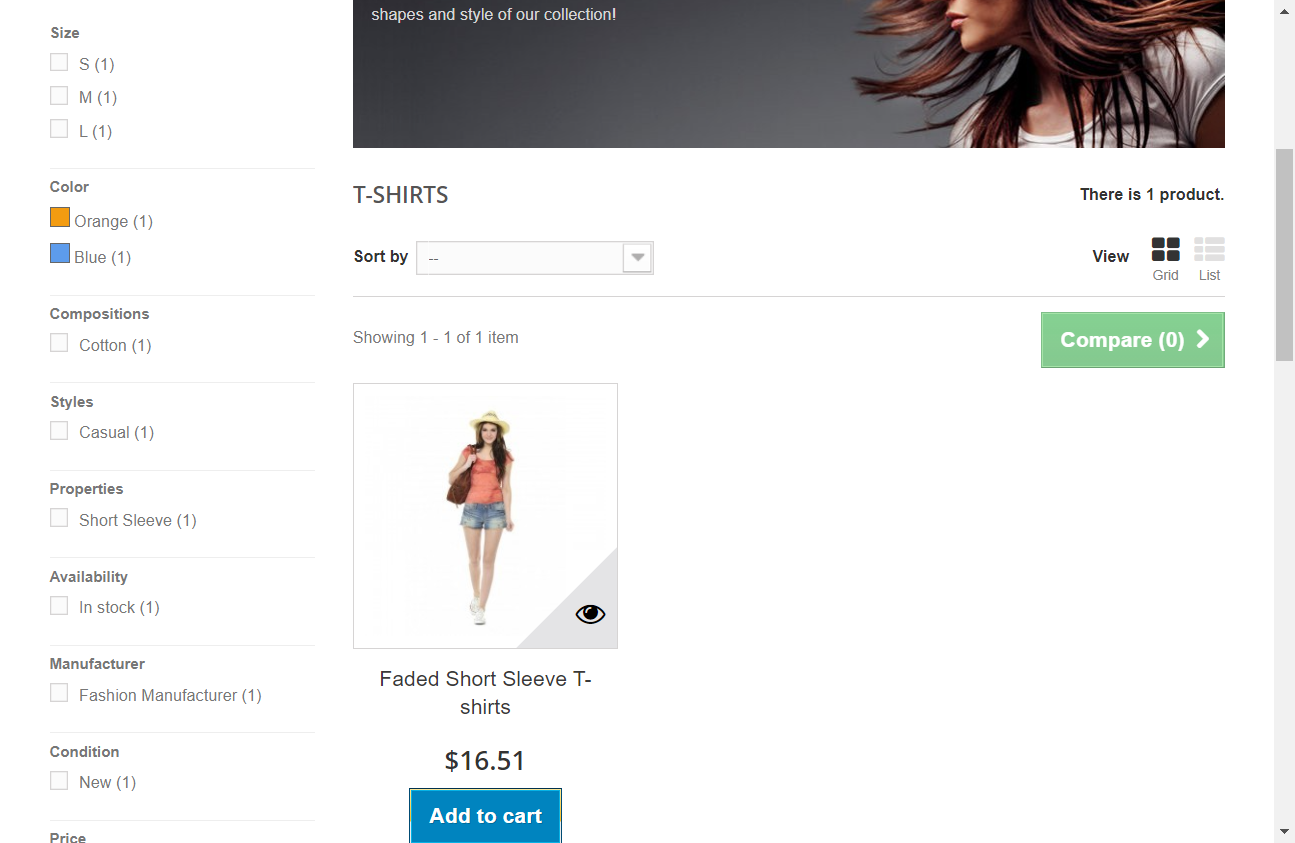 Size
S (1)
M (1)
L (1)
Color
Orange (1)
Blue (1)
Compositions
Cotton (1)
Styles
Casual (1)
Properties
Short Sleeve (1)
Availability
In stock (1)
Manufacturer
Fashion Manufacturer (1)
Condition
New (1)
Price
shapes and style of our collection!
T-SHIRTS
There is 1 product.
Sort by
--
View
Grid
List
Showing 1 - 1 of 1 item
Compare (0)
Faded Short Sleeve T-
shirts
$16.51
Add to cart